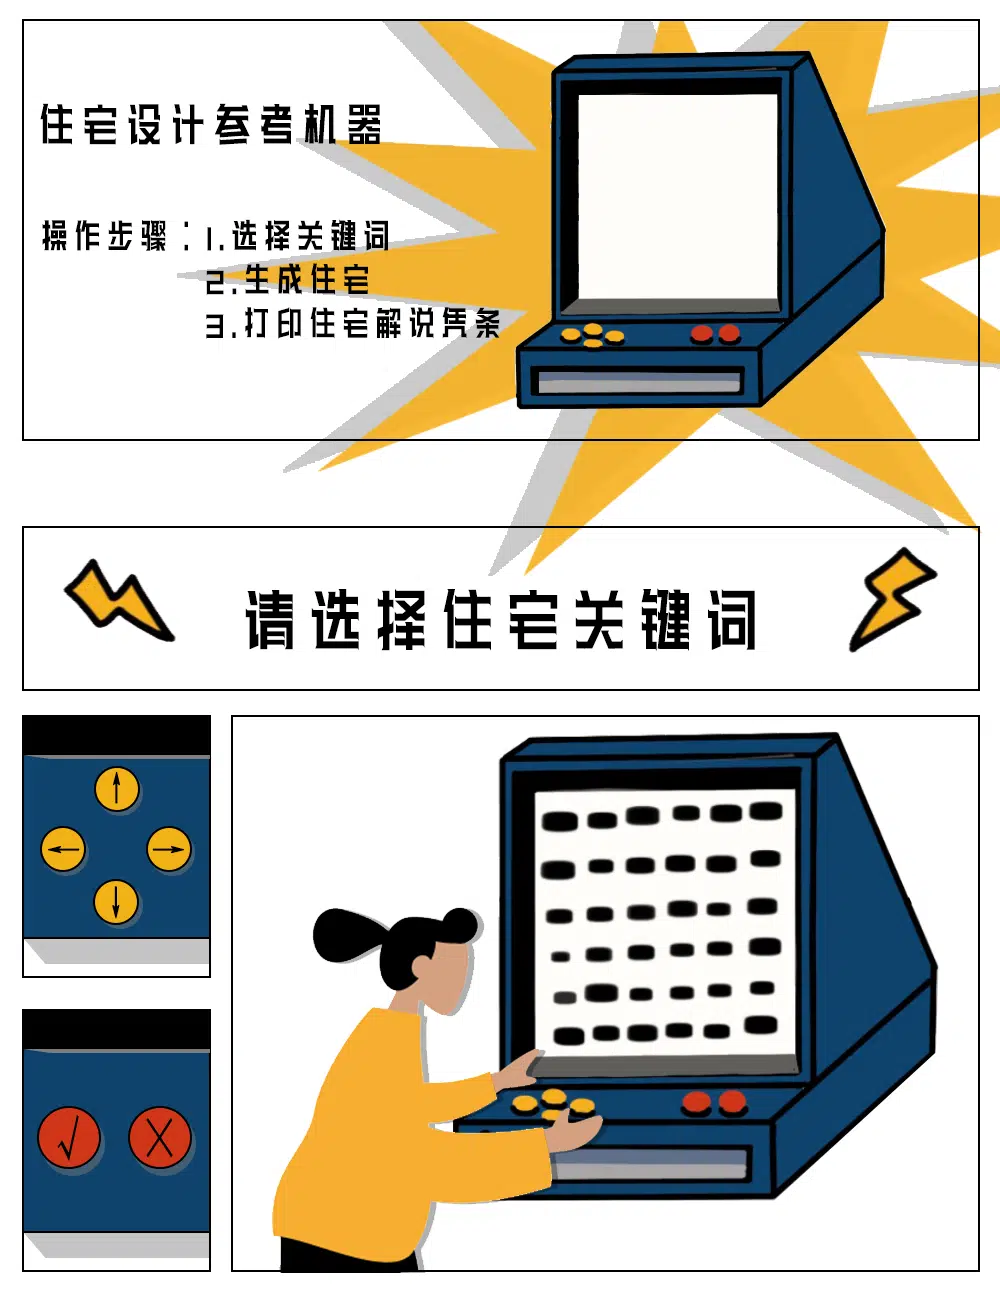 住宅设计参考机器
操作步骤：1.选择关键词
2.生成住宅
3.打印住宅解说凭条
请选择住宅关键词